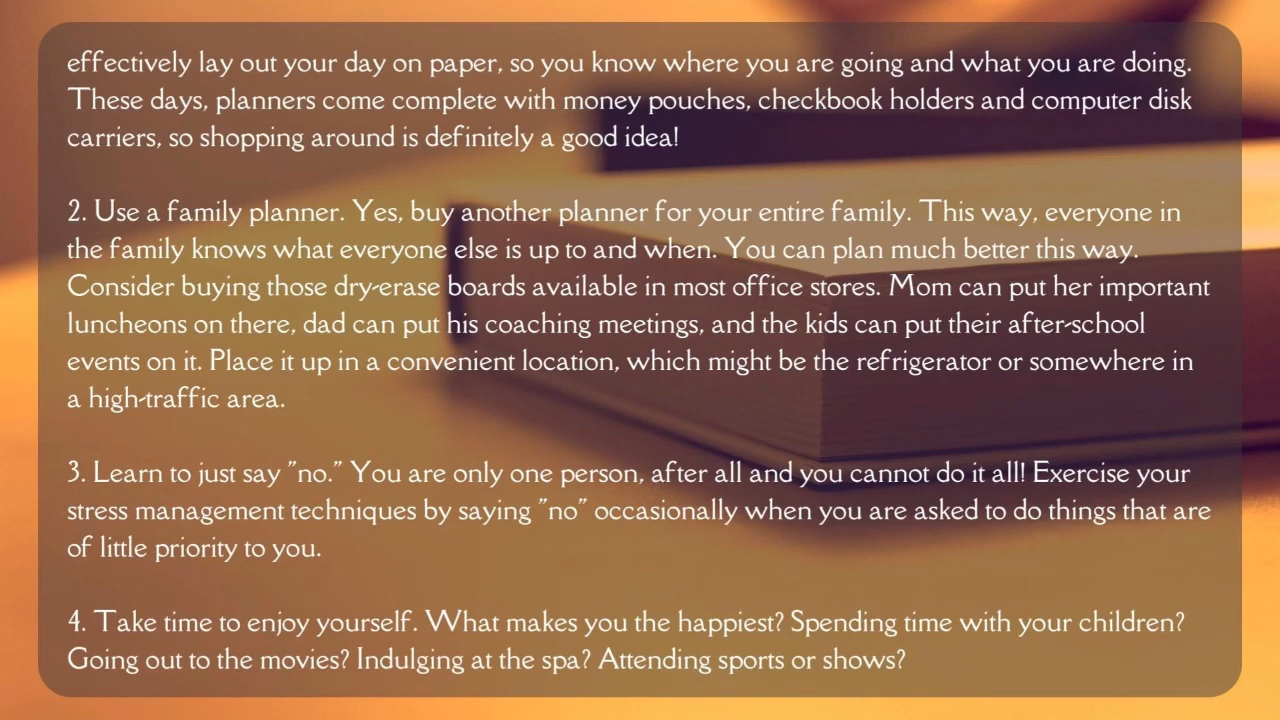 effectively lay out your day on paper, so you know where you are going and what you are doing.
These days, planners come complete with money pouches, checkbook holders and computer disk
carriers, so shopping around is definitely a good idea!
2. Use a family planner. Yes, buy another planner for your entire family. This way, everyone in
the family knows what everyone else is up to and when. You can plan much better this way.
Consider buying those dry-erase boards available in most office stores. Mom can put her important
luncheons on there, dad can put his coaching meetings, and the kids can put their after-school
events on it. Place it up in a convenient location, which might be the refrigerator or somewhere in
a high-traffic area.
3. Learn to just say "no." You are only one person, after all and you cannot do it all! Exercise your
stress management techniques by saying "no" occasionally when you are asked to do things that are
of little priority to you.
4. Take time to enjoy yourself. What makes you the happiest? Spending time with your children?
Going out to the movies? Indulging at the spa? Attending sports or shows?